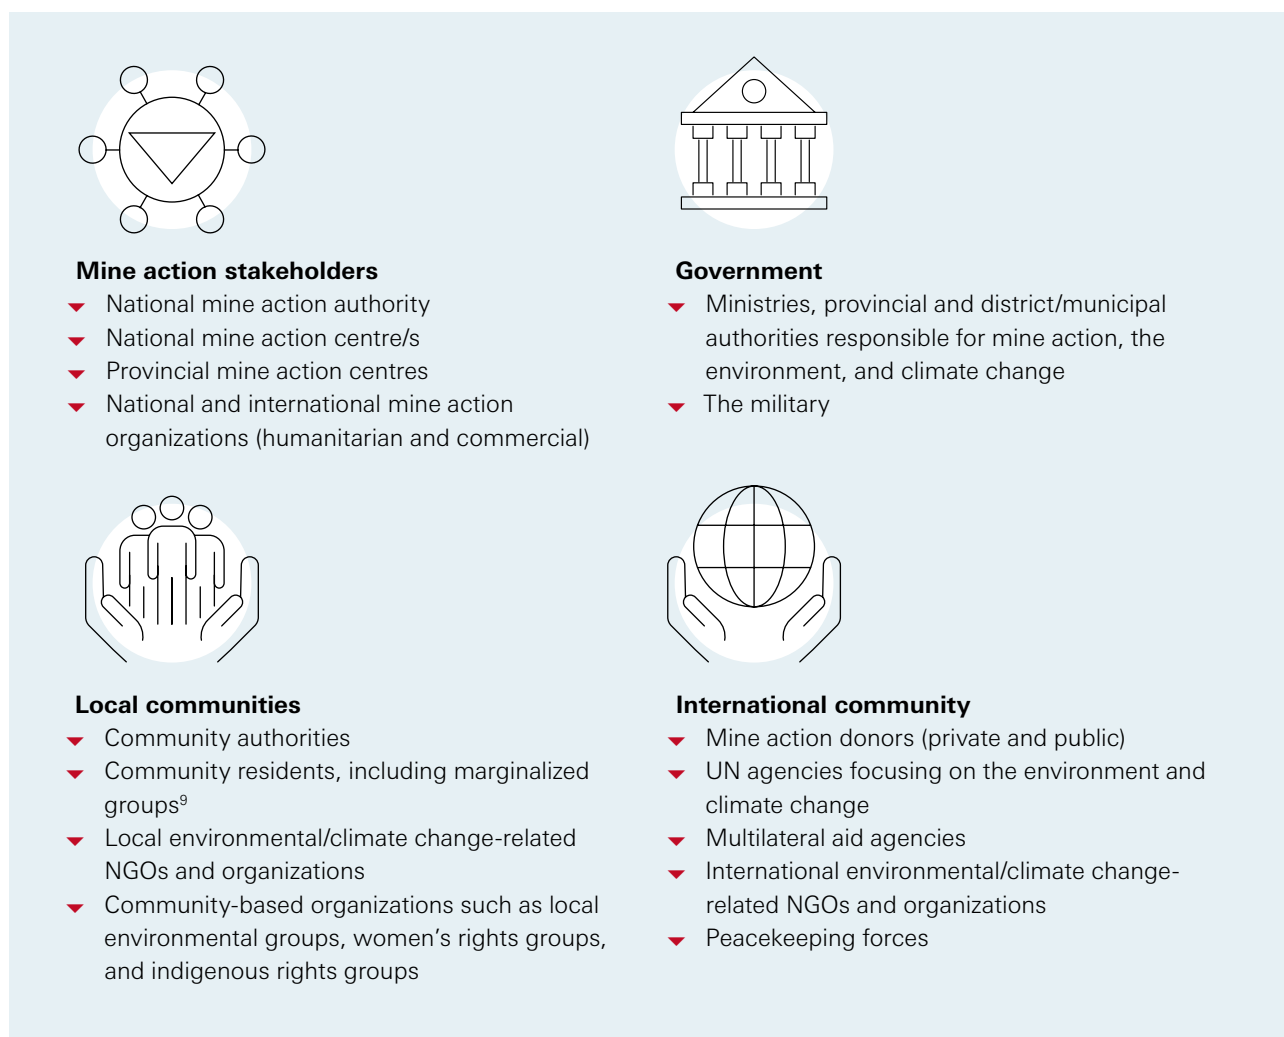 Mine action stakeholders
National mine action authority
National mine action centre/s
Provincial mine action centres
National and international mine action
organizations (humanitarian and commercial)
Government
Ministries, provincial and district/municipal
authorities responsible for mine action, the
environment, and climate change
The military
Local communities
Community authorities
Community residents, including marginalized
groups⁹
Local environmental/climate change-related
NGOs and organizations
Community-based organizations such as local
environmental groups, women’s rights groups,
and indigenous rights groups
International community
Mine action donors (private and public)
UN agencies focusing on the environment and
climate change
Multilateral aid agencies
International environmental/climate change-
related NGOs and organizations
Peacekeeping forces